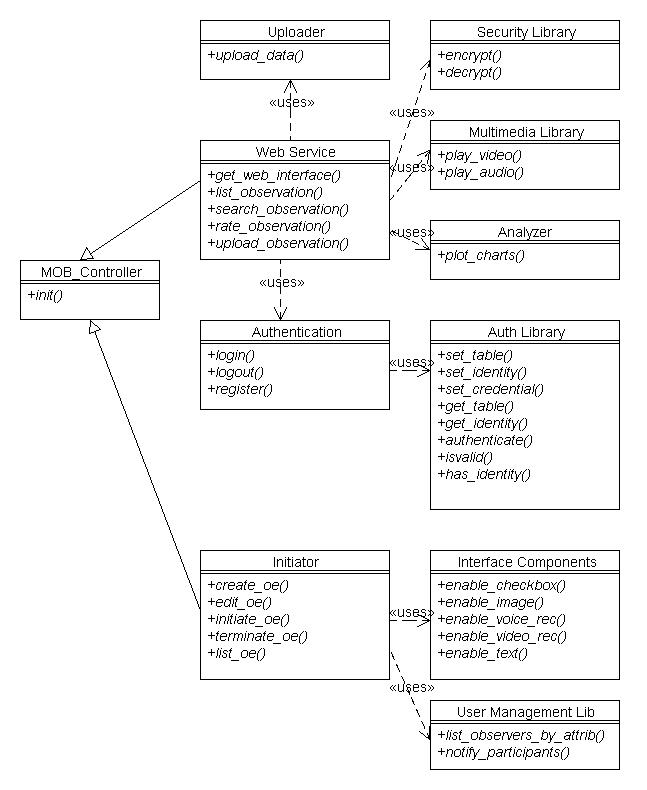 Uploader
+upload_data()
Security Library
+encrypt()
+decrypt()
«uses»
«uses»
Web Service
+get_web_interface()
+list_observation()
+search_observation()
+rate_observation()
+upload_observation()
Multimedia Library
+play_video()
+play_audio()
«uses»
«uses»
Analyzer
+plot_charts()
MOB_Controller
+init()
«uses»
Authentication
+login()
+logout()
+register()
«uses»
Auth Library
+set_table()
+set_identity()
+set_credential()
+get_table()
+get_identity()
+authenticate()
+isvalid()
+has_identity()
Initiator
+create_oe()
+edit_oe()
+initiate_oe()
+terminate_oe()
+list_oe()
«uses»
Interface Components
+enable_checkbox()
+enable_image()
+enable_voice_rec()
+enable_video_rec()
+enable_text()
«uses»
User Management Lib
+list_observers_by_attrib()
+notify_participants()